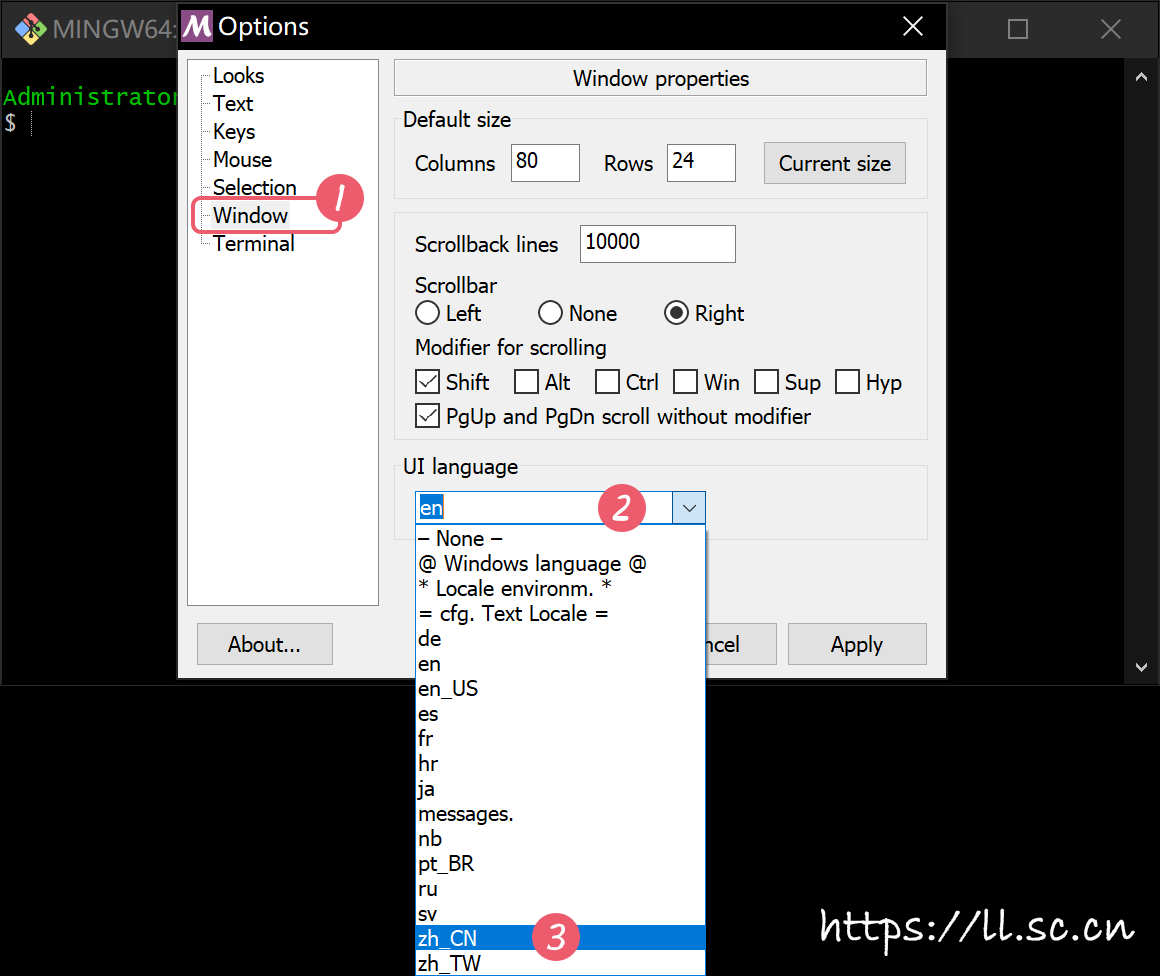 MINGW64:
M Options
Administrator
$
Looks
Text
Keys
Mouse
Selection
Window
Terminal
1
Window properties
Default size
Columns 80 Rows 24 Current size
Scrollback lines 10000
Scrollbar
Left None Right
Modifier for scrolling
Shift Alt Ctrl Win Sup Hyp
PgUp and PgDn scroll without modifier
UI language
en 2
– None –
@ Windows language @
* Locale environm. *
= cfg. Text Locale =
de
en
en_US
es
fr
hr
ja
messages.
nb
pt_BR
ru
sv
zh_CN 3
zh_TW
About... ncel Apply
https://ll.sc.cn